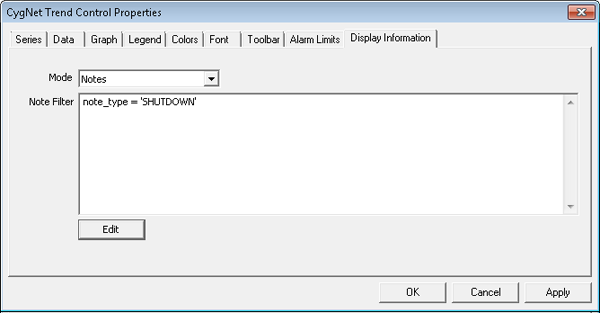 CygNet Trend Control Properties
Series Data Graph Legend Colors Font Toolbar Alarm Limits Display Information
Mode Notes
Note Filter note_type = 'SHUTDOWN'
Edit
OK Cancel Apply